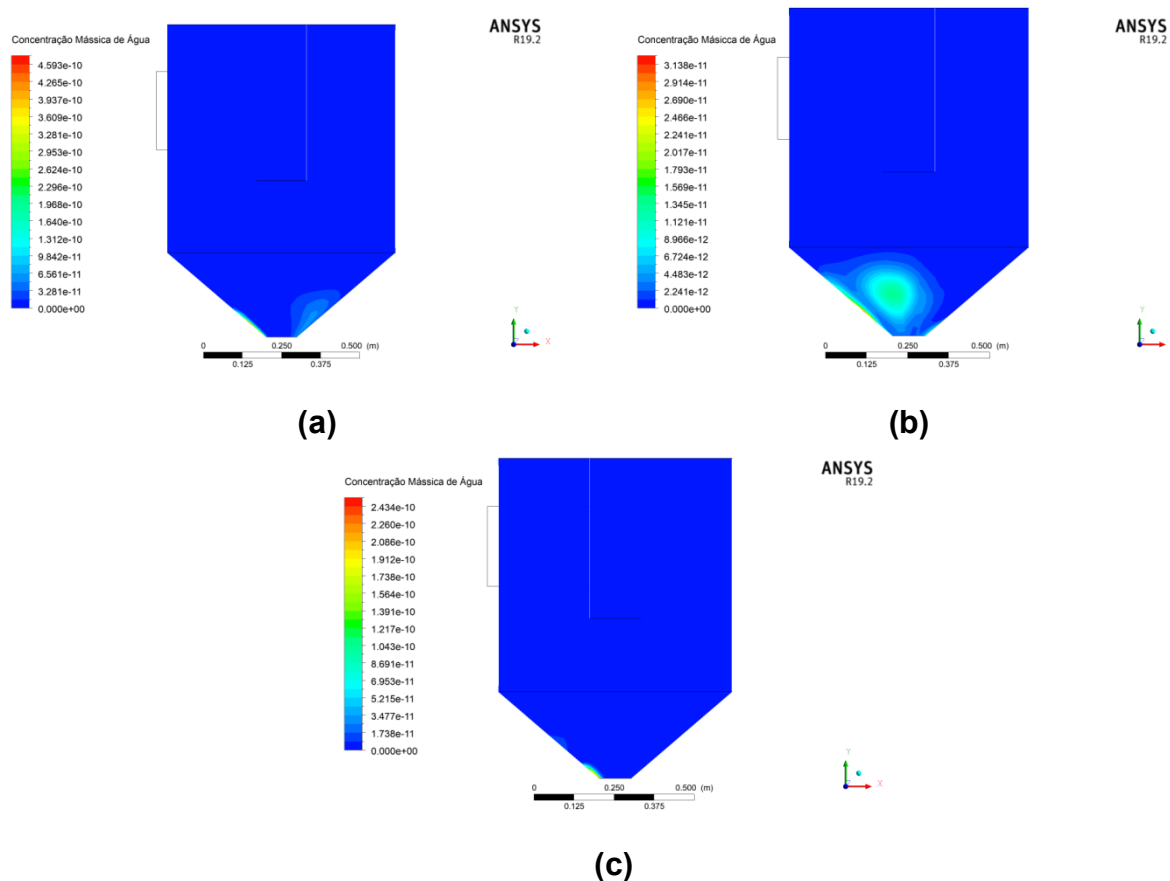 Concentração Mássica de Água
4.593e-10
4.265e-10
3.937e-10
3.609e-10
3.281e-10
2.953e-10
2.624e-10
2.296e-10
1.968e-10
1.640e-10
1.312e-10
9.842e-11
6.561e-11
3.281e-11
0.000e+00
ANSYS
R19.2
Y
X
Z
0 0.250 0.500 (m)
0.125 0.375
(a)
Concentração Másicca de Água
3.138e-11
2.914e-11
2.690e-11
2.466e-11
2.241e-11
2.017e-11
1.793e-11
1.569e-11
1.345e-11
1.121e-11
8.966e-12
6.724e-12
4.483e-12
2.241e-12
0.000e+00
ANSYS
R19.2
Y
Z
0 0.250 0.500 (m)
0.125 0.375
(b)
Concentração Mássica de Água
2.434e-10
2.260e-10
2.086e-10
1.912e-10
1.738e-10
1.564e-10
1.391e-10
1.217e-10
1.043e-10
8.691e-11
6.953e-11
5.215e-11
3.477e-11
1.738e-11
0.000e+00
ANSYS
R19.2
Y
X
Z
0 0.250 0.500 (m)
0.125 0.375
(c)